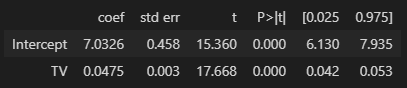 coef std err t P>|t| [0.025 0.975]
Intercept 7.0326 0.458 15.360 0.000 6.130 7.935
TV 0.0475 0.003 17.668 0.000 0.042 0.053